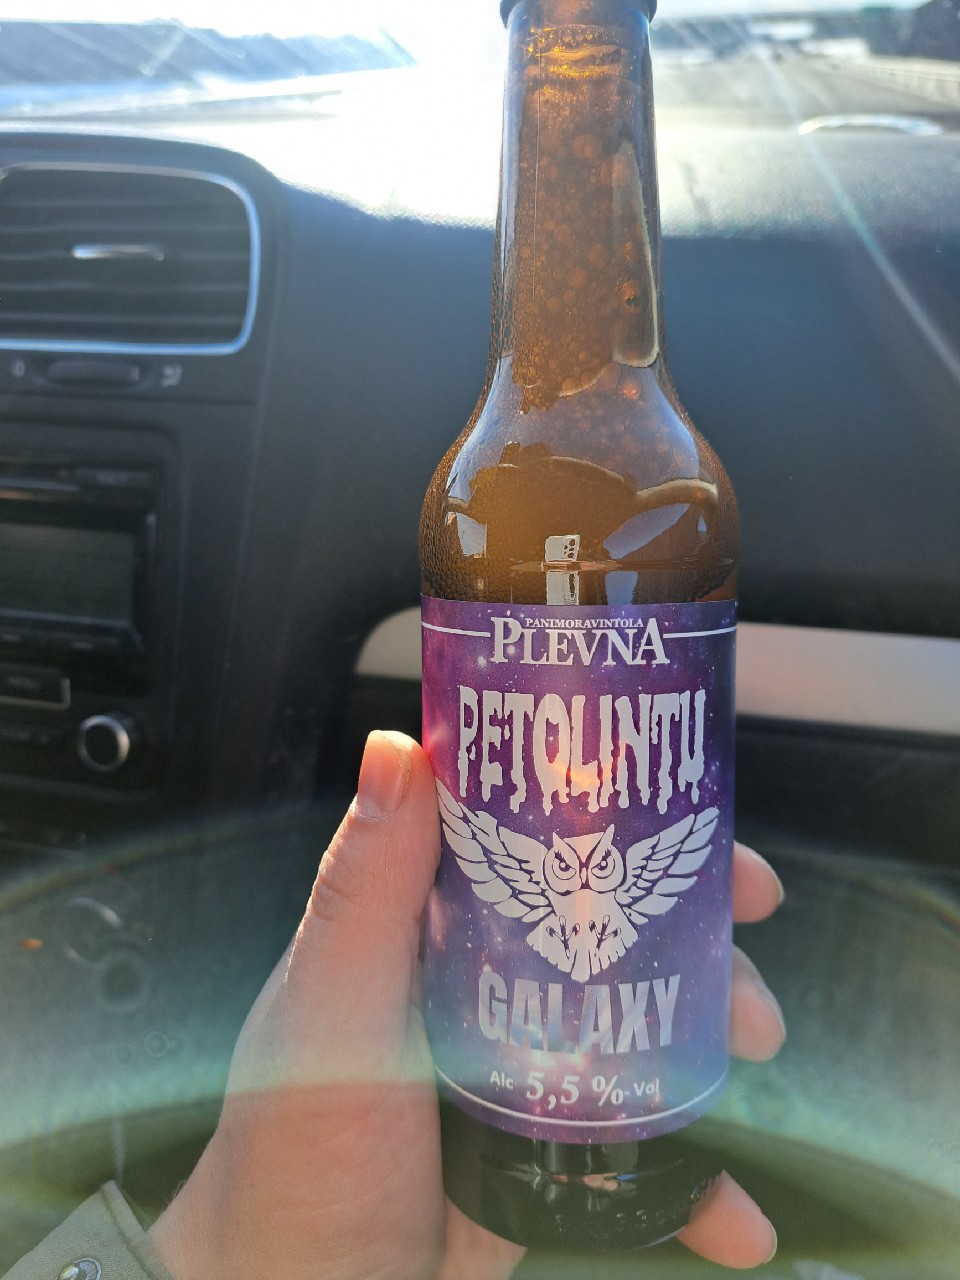 PANIMORAVINTOLA
PLEVNA
PETOLINTU
GALAXY
Alc 5,5 %-Vol